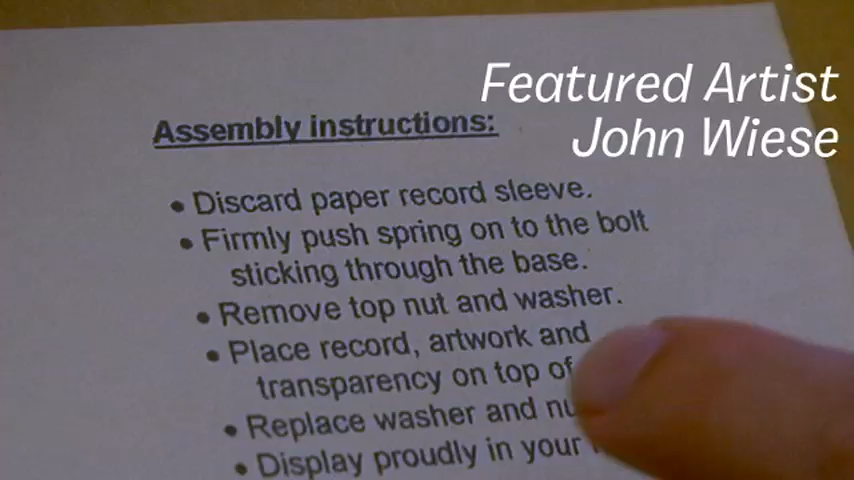 Featured Artist
John Wiese
Assembly instructions:
• Discard paper record sleeve.
• Firmly push spring on to the bolt
sticking through the base.
• Remove top nut and washer.
• Place record, artwork and
transparency on top of
• Replace washer and
• Display proudly in your